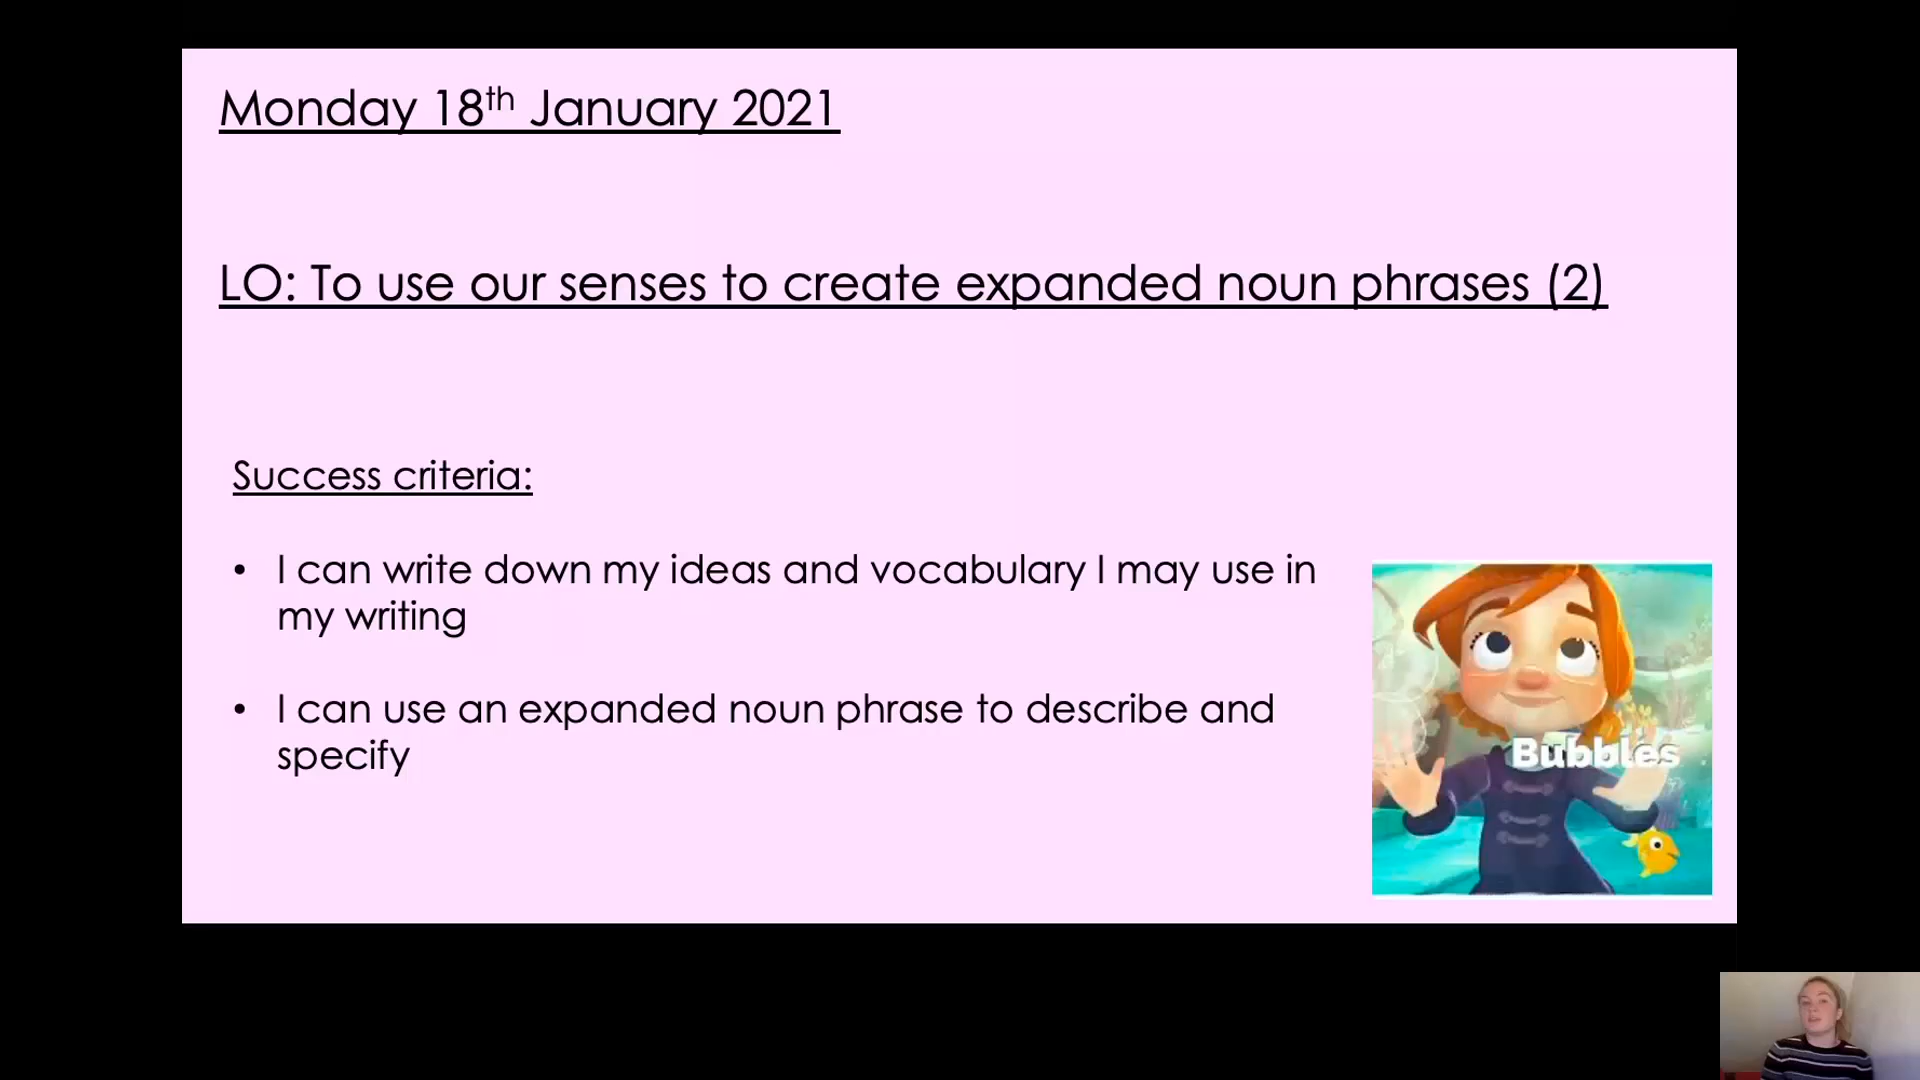 Monday 18th January 2021
LO: To use our senses to create expanded noun phrases (2)
Success criteria:
• I can write down my ideas and vocabulary I may use in
my writing
• I can use an expanded noun phrase to describe and
specify
Bubbles